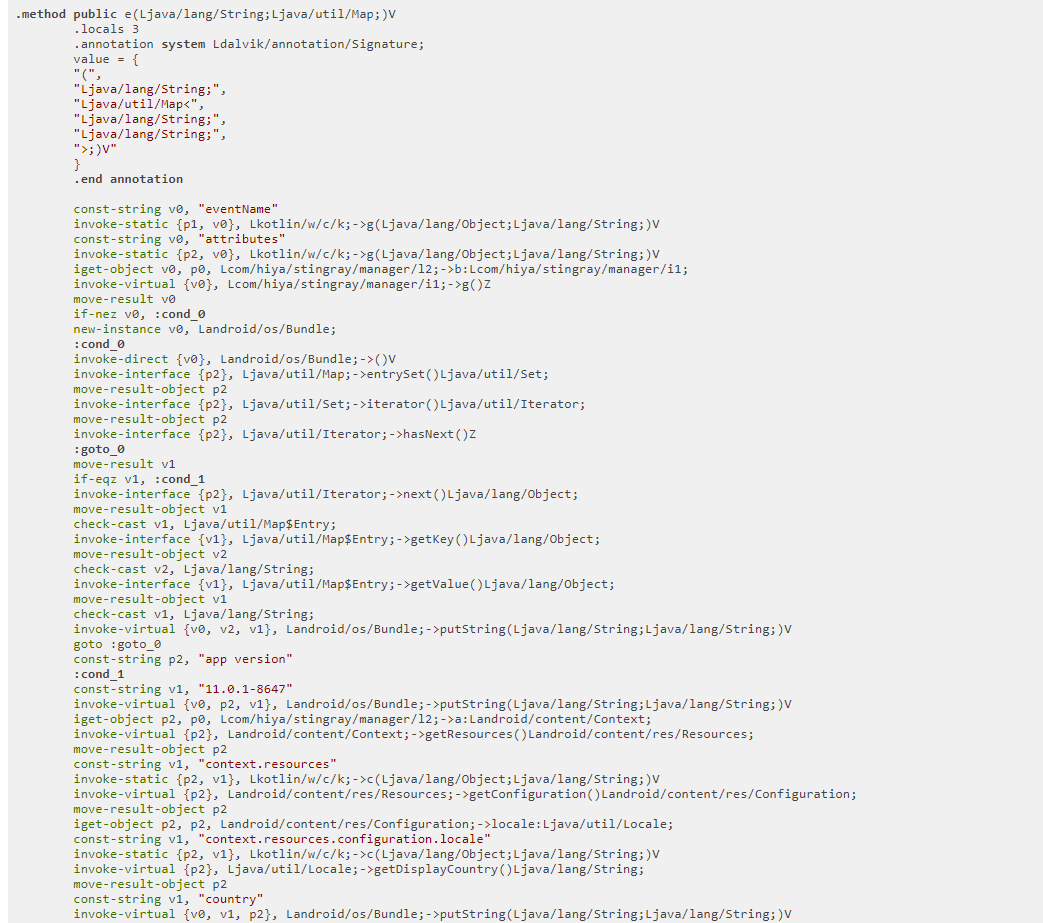 .method public e(Ljava/lang/String;Ljava/util/Map;)V
.locals 3
.annotation system Ldalvik/annotation/Signature;
value = {
"(",
"Ljava/lang/String;",
"Ljava/util/Map<",
"Ljava/lang/String;",
"Ljava/lang/String;",
">;)V"
}
.end annotation
const-string v0, "eventName"
invoke-static {p1, v0}, Lkotlin/w/c/k;->g(Ljava/lang/Object;Ljava/lang/String;)V
const-string v0, "attributes"
invoke-static {p2, v0}, Lkotlin/w/c/k;->g(Ljava/lang/Object;Ljava/lang/String;)V
iget-object v0, p0, Lcom/hiya/stingray/manager/l2;->b:Lcom/hiya/stingray/manager/i1;
invoke-virtual {v0}, Lcom/hiya/stingray/manager/i1;->g()Z
move-result v0
if-nez v0, :cond_0
new-instance v0, Landroid/os/Bundle;
:cond_0
invoke-direct {v0}, Landroid/os/Bundle;->()V
invoke-interface {p2}, Ljava/util/Map;->entrySet()Ljava/util/Set;
move-result-object p2
invoke-interface {p2}, Ljava/util/Set;->iterator()Ljava/util/Iterator;
move-result-object p2
invoke-interface {p2}, Ljava/util/Iterator;->hasNext()Z
:goto_0
move-result v1
if-eqz v1, :cond_1
invoke-interface {p2}, Ljava/util/Iterator;->next()Ljava/lang/Object;
move-result-object v1
check-cast v1, Ljava/util/Map$Entry;
invoke-interface {v1}, Ljava/util/Map$Entry;->getKey()Ljava/lang/Object;
move-result-object v2
check-cast v2, Ljava/lang/String;
invoke-interface {v1}, Ljava/util/Map$Entry;->getValue()Ljava/lang/Object;
move-result-object v1
check-cast v1, Ljava/lang/String;
invoke-virtual {v0, v2, v1}, Landroid/os/Bundle;->putString(Ljava/lang/String;Ljava/lang/String;)V
goto :goto_0
const-string p2, "app version"
:cond_1
const-string v1, "11.0.1-8647"
invoke-virtual {v0, p2, v1}, Landroid/os/Bundle;->putString(Ljava/lang/String;Ljava/lang/String;)V
iget-object p2, p0, Lcom/hiya/stingray/manager/l2;->a:Landroid/content/Context;
invoke-virtual {p2}, Landroid/content/Context;->getResources()Landroid/content/res/Resources;
move-result-object p2
const-string v1, "context.resources"
invoke-static {p2, v1}, Lkotlin/w/c/k;->c(Ljava/lang/Object;Ljava/lang/String;)V
invoke-virtual {p2}, Landroid/content/res/Resources;->getConfiguration()Landroid/content/res/Configuration;
move-result-object p2
iget-object p2, p2, Landroid/content/res/Configuration;->locale:Ljava/util/Locale;
const-string v1, "context.resources.configuration.locale"
invoke-static {p2, v1}, Lkotlin/w/c/k;->c(Ljava/lang/Object;Ljava/lang/String;)V
invoke-virtual {p2}, Ljava/util/Locale;->getDisplayCountry()Ljava/lang/String;
move-result-object p2
const-string v1, "country"
invoke-virtual {v0, v1, p2}, Landroid/os/Bundle;->putString(Ljava/lang/String;Ljava/lang/String;)V